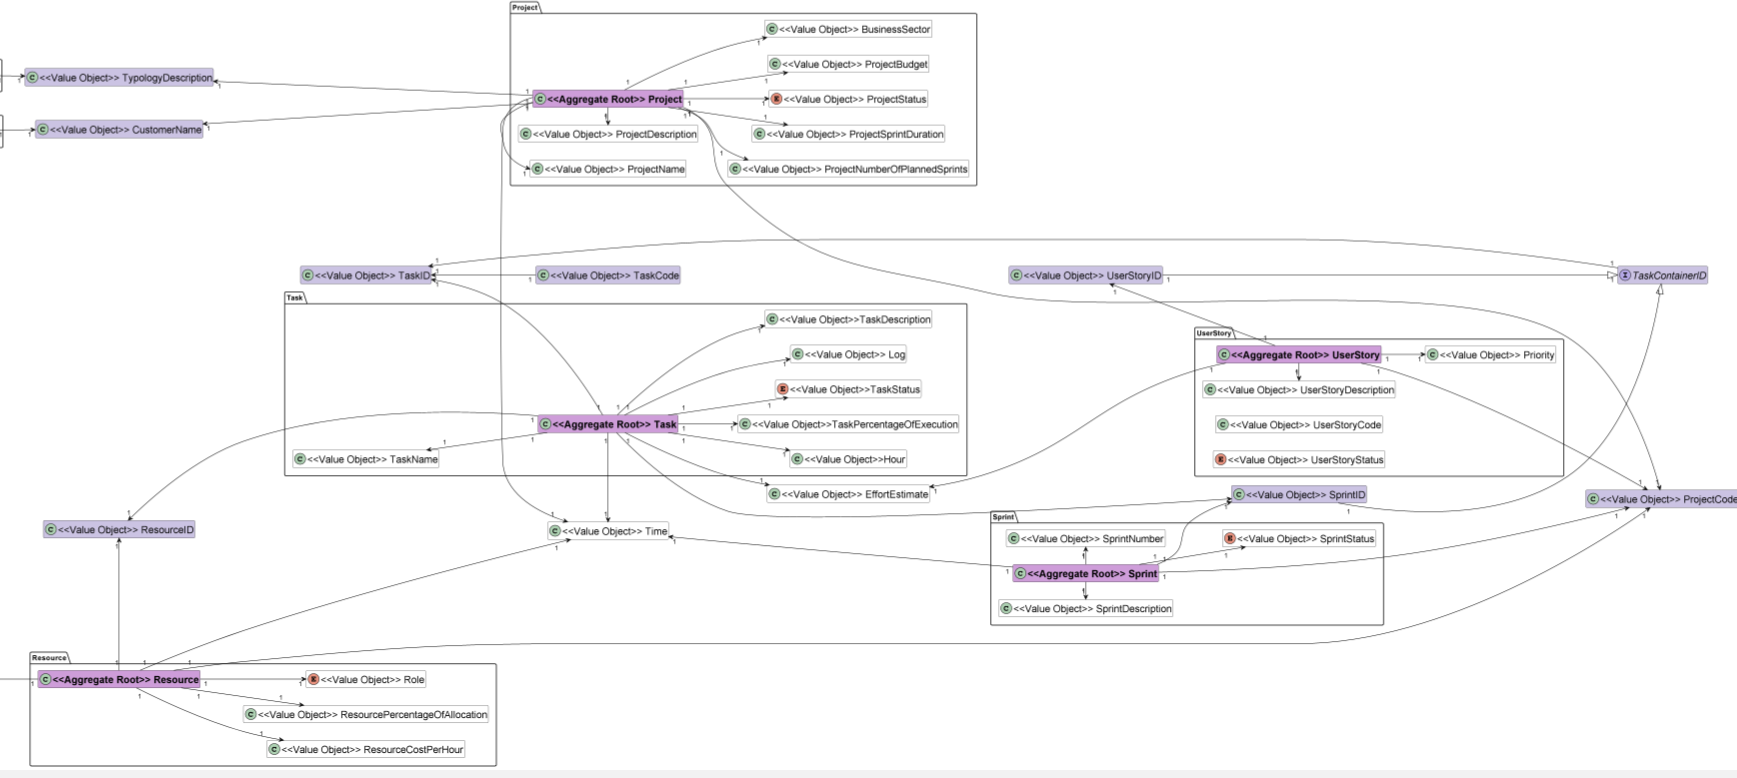 Project
C <<Value Object>> BusinessSector
C <<Value Object>> ProjectBudget
C <<Value Object>> TypologyDescription
C <<Aggregate Root>> Project
E <<Value Object>> ProjectStatus
C <<Value Object>> CustomerName
C <<Value Object>> ProjectDescription
C <<Value Object>> ProjectSprintDuration
C <<Value Object>> ProjectName
C <<Value Object>> ProjectNumberOfPlannedSprints
C <<Value Object>> TaskID
C <<Value Object>> TaskCode
C <<Value Object>> UserStoryID
I TaskContainerID
Task
C <<Value Object>>TaskDescription
C <<Value Object>> Log
E <<Value Object>>TaskStatus
C <<Aggregate Root>> Task
C <<Value Object>>TaskPercentageOfExecution
C <<Value Object>> TaskName
C <<Value Object>>Hour
UserStory
C <<Aggregate Root>> UserStory
C <<Value Object>> Priority
C <<Value Object>> UserStoryDescription
C <<Value Object>> UserStoryCode
E <<Value Object>> UserStoryStatus
C <<Value Object>> EffortEstimate
C <<Value Object>> SprintID
C <<Value Object>> ProjectCode
C <<Value Object>> ResourceID
C <<Value Object>> Time
Sprint
C <<Value Object>> SprintNumber
E <<Value Object>> SprintStatus
C <<Aggregate Root>> Sprint
C <<Value Object>> SprintDescription
Resource
C <<Aggregate Root>> Resource
E <<Value Object>> Role
C <<Value Object>> ResourcePercentageOfAllocation
C <<Value Object>> ResourceCostPerHour